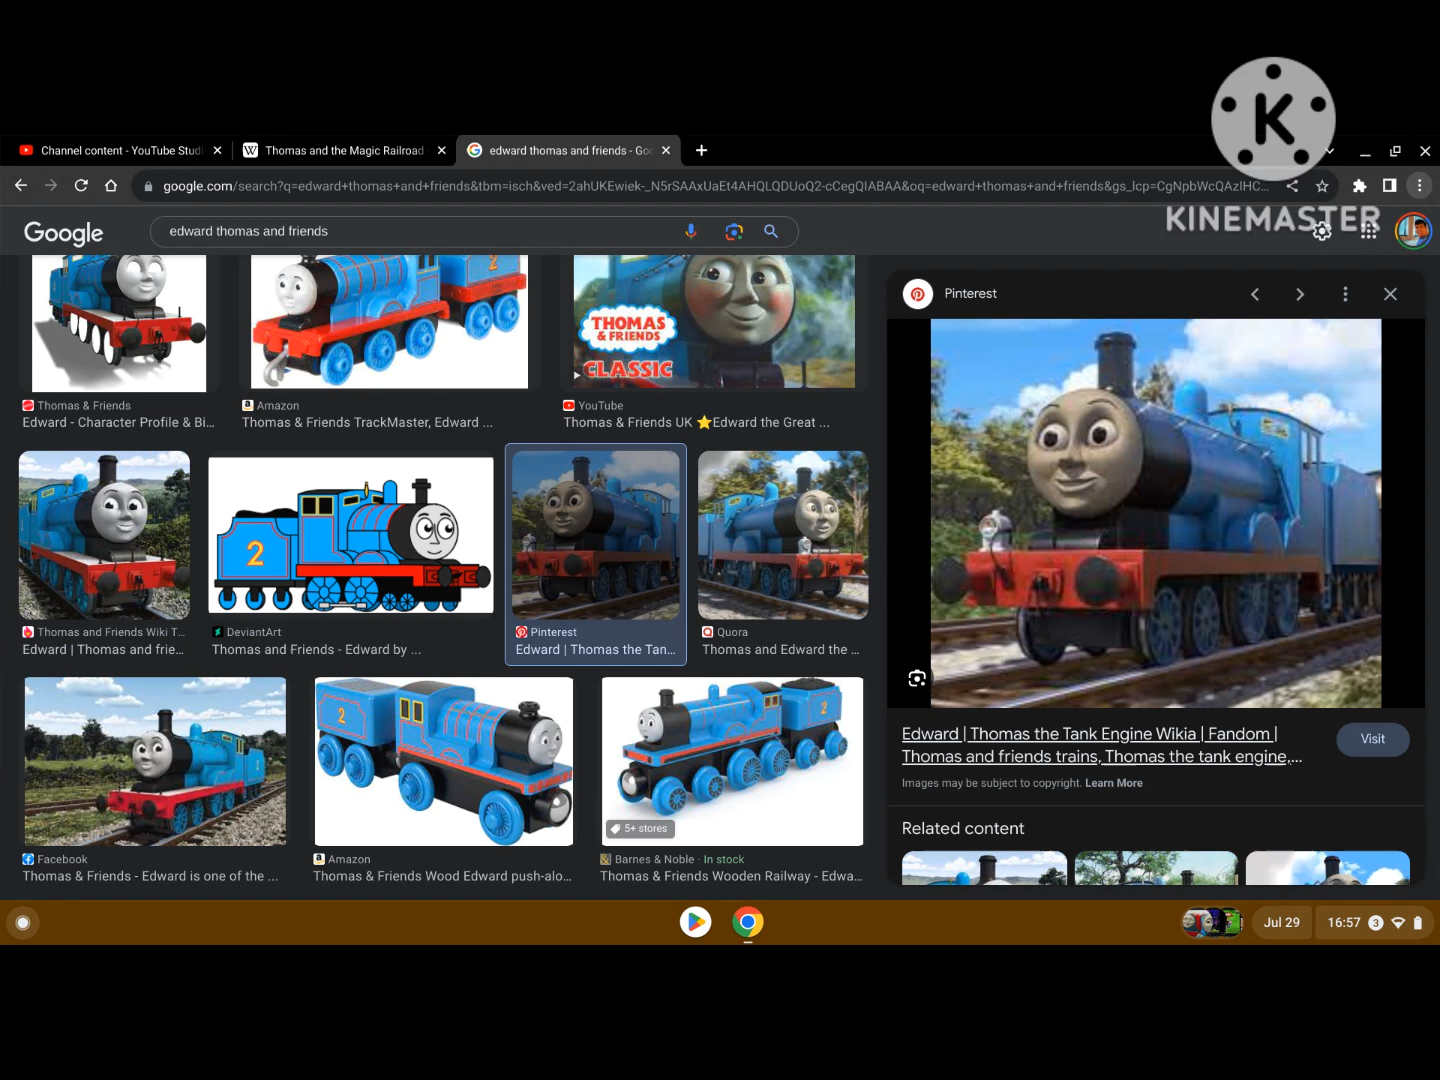 K
KINEMASTER
Channel content - YouTube Studi
Thomas and the Magic Railroad
edward thomas and friends - Goo
google.com/search?q=edward+thomas+and+friends&tbm=isch&ved=2ahUKEwiek-_N5rSAAxUaEt4AHQLQDUoQ2-cCegQIABAA&oq=edward+thomas+and+friends&gs_lcp=CgNpbWcQAzIHC...
Google
edward thomas and friends
2
THOMAS
& FRIENDS
CLASSIC
Thomas & Friends
Edward - Character Profile & Bi...
Amazon
Thomas & Friends TrackMaster, Edward ...
YouTube
Thomas & Friends UK ⭐Edward the Great ...
2
Thomas and Friends Wiki T...
Edward | Thomas and frie...
DeviantArt
Thomas and Friends - Edward by ...
Pinterest
Edward | Thomas the Tan...
Quora
Thomas and Edward the ...
2
2
2
5+ stores
Facebook
Thomas & Friends - Edward is one of the ...
Amazon
Thomas & Friends Wood Edward push-alo...
Barnes & Noble · In stock
Thomas & Friends Wooden Railway - Edwa...
Pinterest
Edward | Thomas the Tank Engine Wikia | Fandom |
Thomas and friends trains, Thomas the tank engine,...
Visit
Images may be subject to copyright. Learn More
Related content
Jul 29
16:57
3